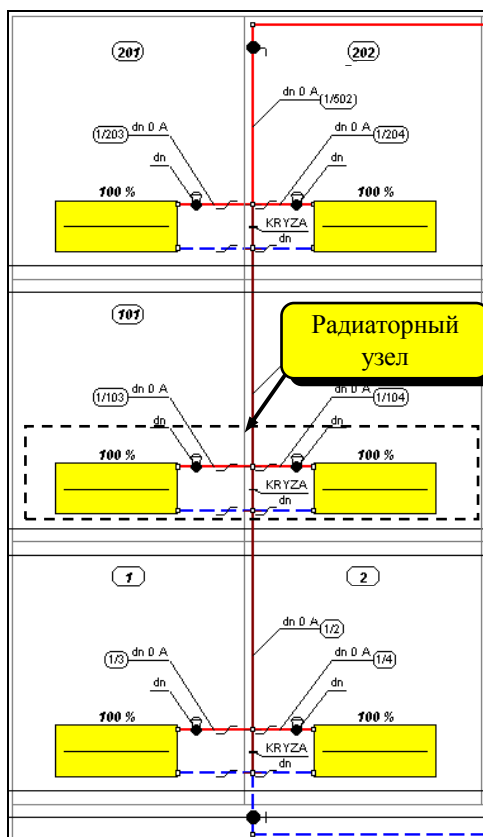 201
202
dn 0 A
1/502
1/203
dn 0 A
dn 0 A
1/204
dn
dn
100 %
100 %
KRYZA
dn
101
Радиаторный
узел
1/103
dn 0 A
dn 0 A
1/104
dn
dn
100 %
100 %
KRYZA
dn
1
2
dn 0 A
1/2
1/3
dn 0 A
dn 0 A
1/4
dn
dn
100 %
100 %
KRYZA
dn